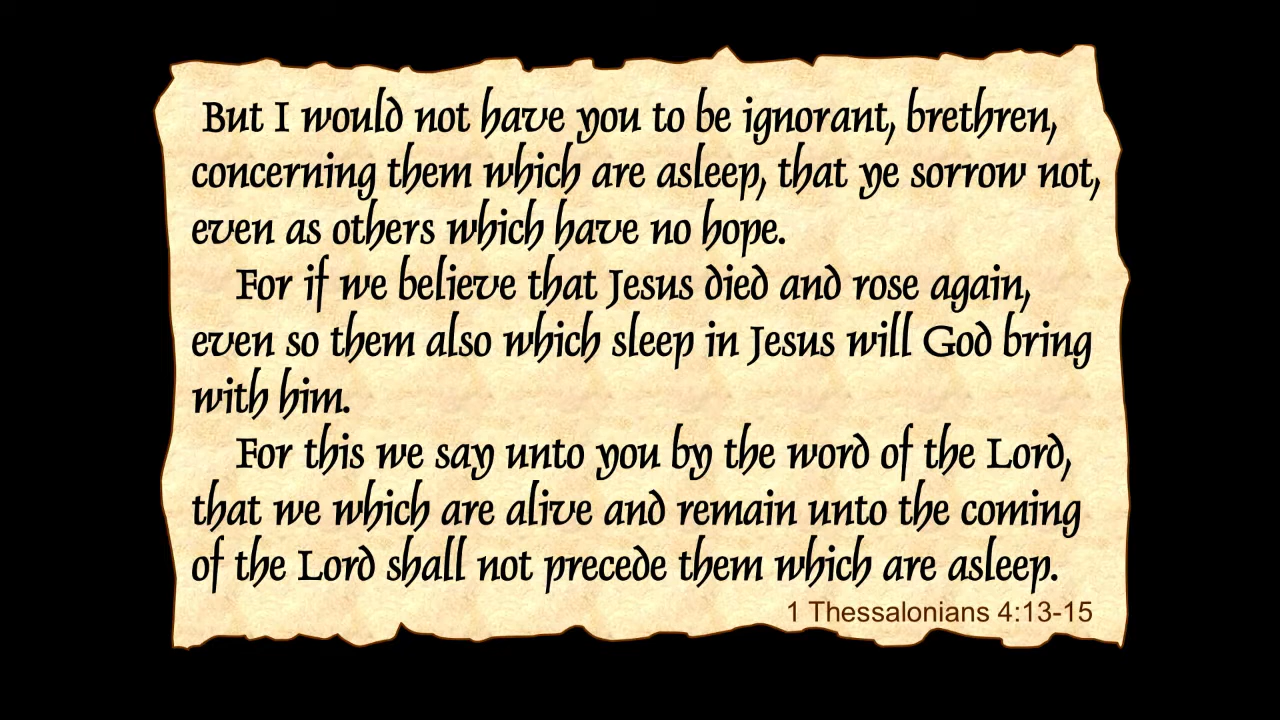 But I would not have you to be ignorant, brethren,
concerning them which are asleep, that ye sorrow not,
even as others which have no hope.
For if we believe that Jesus died and rose again,
even so them also which sleep in Jesus will God bring
with him.
For this we say unto you by the word of the Lord,
that we which are alive and remain unto the coming
of the Lord shall not precede them which are asleep.
1 Thessalonians 4:13-15